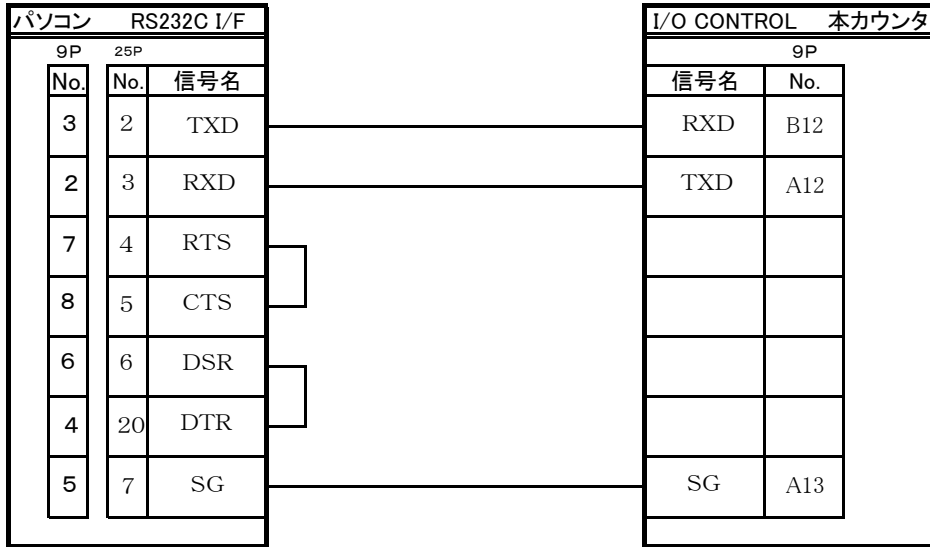 パソコン RS232C I/F I/O CONTROL 本カウンタ
9P 25P 9P
No. No. 信号名 信号名 No.
3 2 TXD RXD B12
2 3 RXD TXD A12
7 4 RTS
8 5 CTS
6 6 DSR
4 20 DTR
5 7 SG SG A13